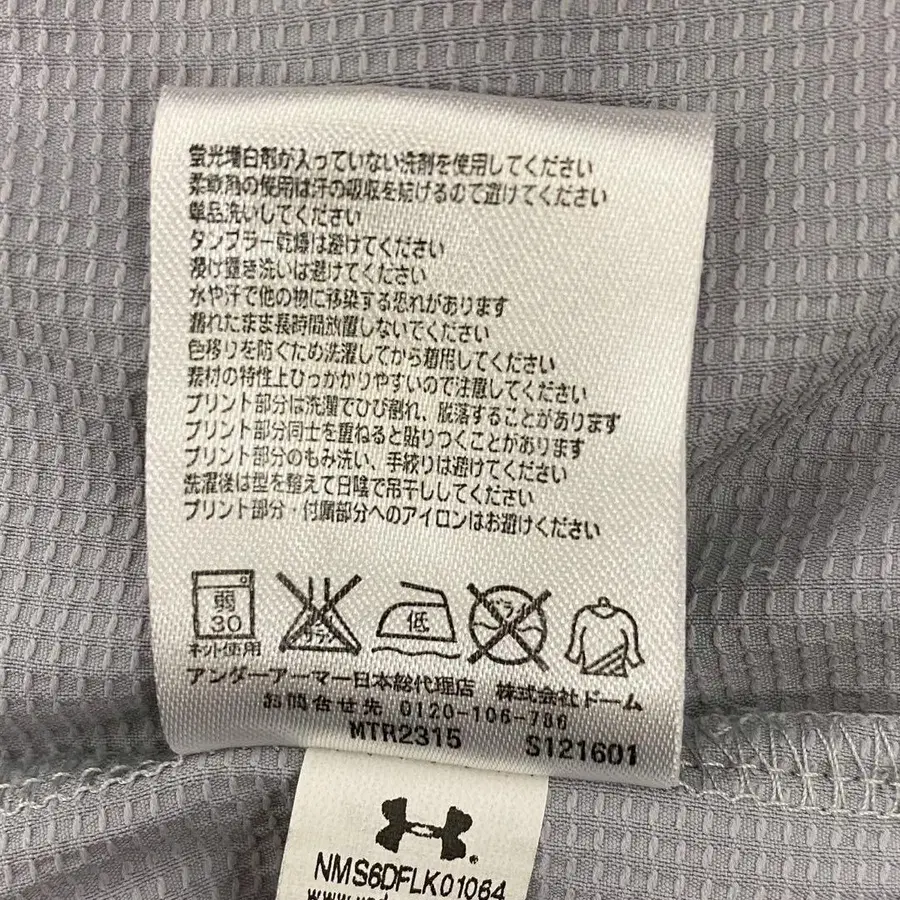 蛍光増白剤が入っていない洗剤を使用してください
柔軟剤の使用は汗の吸収を妨げるので避けてください
単品洗いしてください
タンブラー乾燥は避けてください
浸け置き洗いは避けてください
水や汗で他の物に移染する恐れがあります
濡れたまま長時間放置しないでください
色移りを防ぐため洗濯してから着用してください
素材の特性上ひっかかりやすいので注意してください
プリント部分は洗濯でひび割れ、脱落することがあります
プリント部分同士を重ねると貼りつくことがあります
プリント部分のもみ洗い、手絞りは避けてください
洗濯後は型を整えて日陰で吊干ししてください
プリント部分・付属部分へのアイロンはお避けください
弱 エンソ サラシ 低 ドライ
30
ネット使用
アンダーアーマー日本総代理店 株式会社ドーム
お問合せ先 0120-106-786
MTR2315 S121601
NMS6DFLK01064